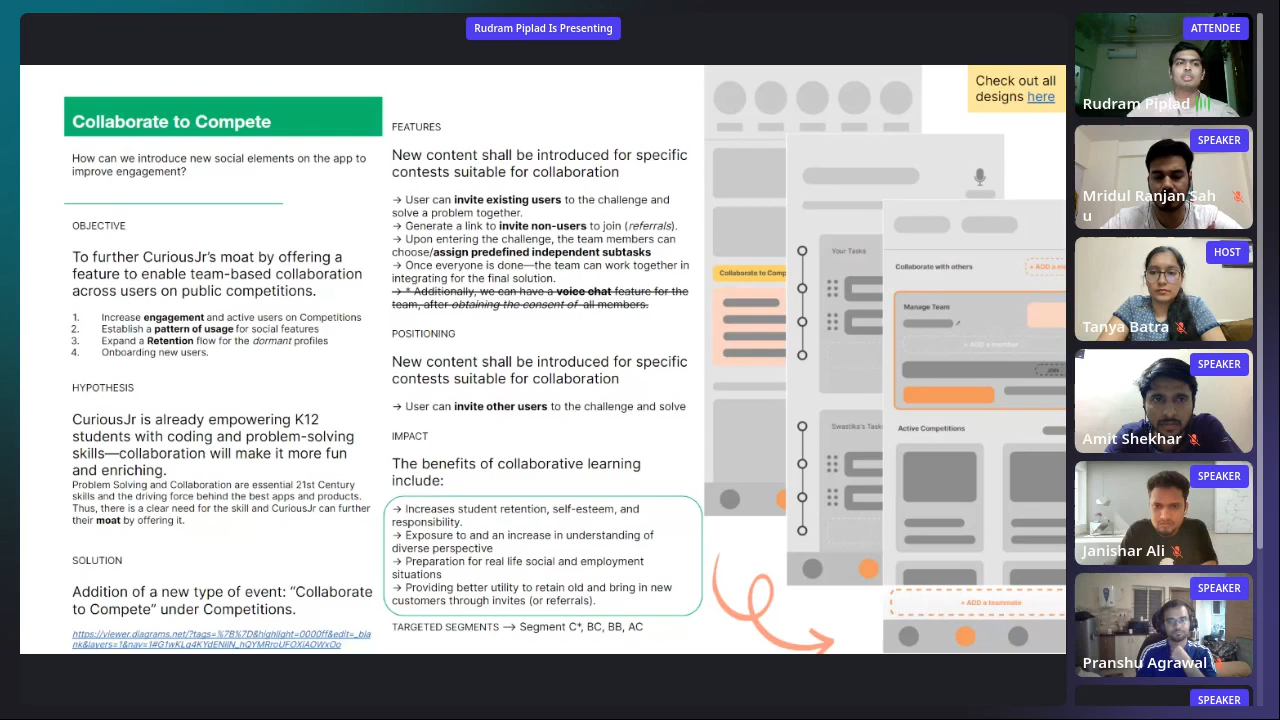 Rudram Piplad Is Presenting
Collaborate to Compete
How can we introduce new social elements on the app to
improve engagement?
OBJECTIVE
To further CuriousJr's moat by offering a
feature to enable team-based collaboration
across users on public competitions.
1. Increase engagement and active users on Competitions
2. Establish a pattern of usage for social features
3. Expand a Retention flow for the dormant profiles
4. Onboarding new users.
HYPOTHESIS
CuriousJr is already empowering K12
students with coding and problem-solving
skills—collaboration will make it more fun
and enriching.
Problem Solving and Collaboration are essential 21st Century
skills and the driving force behind the best apps and products.
Thus, there is a clear need for the skill and CuriousJr can further
their moat by offering it.
SOLUTION
Addition of a new type of event: “Collaborate
to Compete” under Competitions.
FEATURES
New content shall be introduced for specific
contests suitable for collaboration
→ User can invite existing users to the challenge and
solve a problem together.
→ Generate a link to invite non-users to join (referrals).
→ Upon entering the challenge, the team members can
choose/assign predefined independent subtasks
→ Once everyone is done—the team can work together in
integrating for the final solution.
→ * Additionally, we can have a voice chat feature for the
team, after obtaining the consent of all members.
POSITIONING
New content shall be introduced for specific
contests suitable for collaboration
→ User can invite other users to the challenge and solve
IMPACT
The benefits of collaborative learning
include:
→ Increases student retention, self-esteem, and
responsibility.
→ Exposure to and an increase in understanding of
diverse perspective
→ Preparation for real life social and employment
situations
→ Providing better utility to retain old and bring in new
customers through invites (or referrals).
TARGETED SEGMENTS —> Segment C*, BC, BB, AC
Check out all
designs here
Collaborate to Comp
Your Tasks
Swastika's Tasks
Collaborate with others
+ ADD a
Manage Team
+ ADD a member
JOIN
Active Competitions
+ ADD a teammate
ATTENDEE
Rudram Piplad
SPEAKER
Mridul Ranjan Sah
u
HOST
Tanya Batra
SPEAKER
Amit Shekhar
SPEAKER
Janishar Ali
SPEAKER
Pranshu Agrawal
SPEAKER